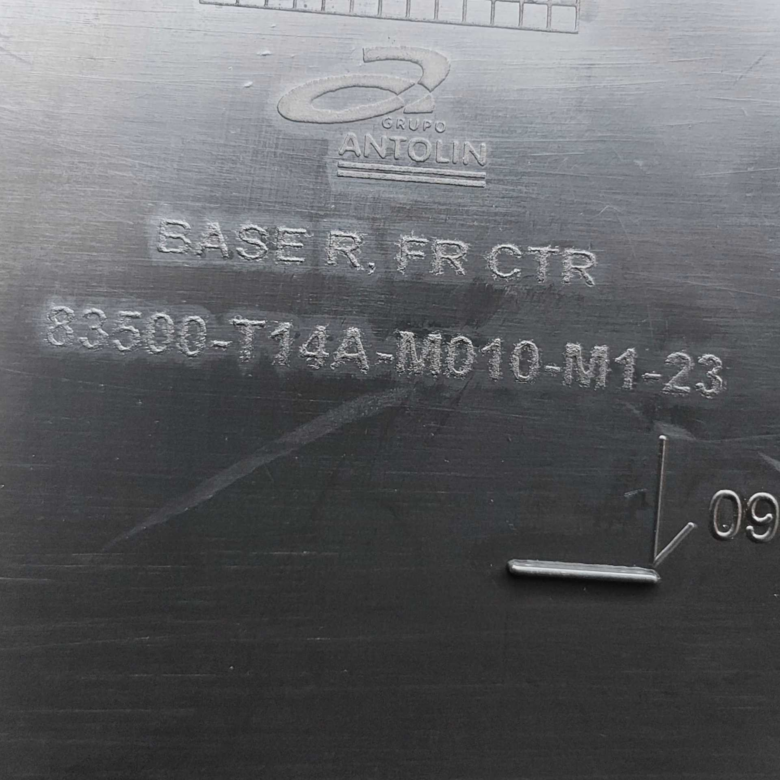 GRUPO
ANTOLIN
BASE R, FR CTR
83500-T14A-M010-M1-23
09